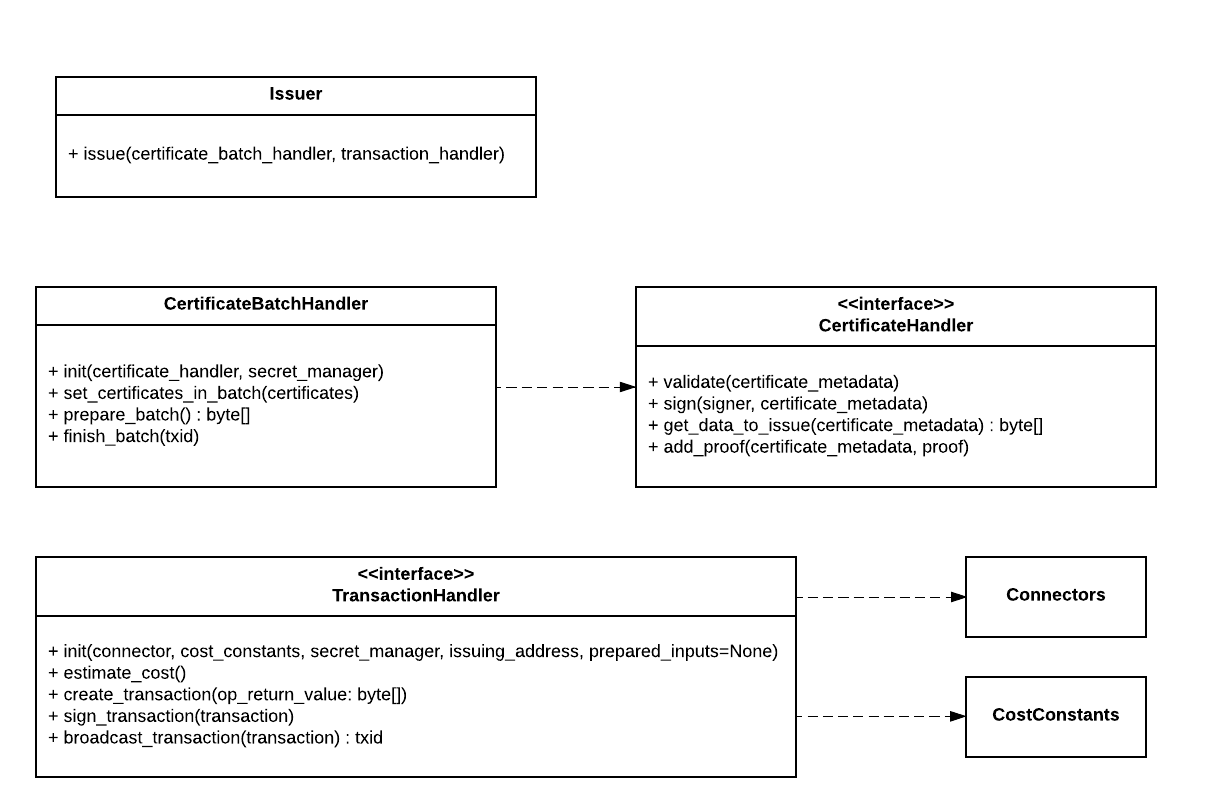 Issuer
+ issue(certificate_batch_handler, transaction_handler)
CertificateBatchHandler
+ init(certificate_handler, secret_manager)
+ set_certificates_in_batch(certificates)
+ prepare_batch() : byte[]
+ finish_batch(txid)
<<interface>>
CertificateHandler
+ validate(certificate_metadata)
+ sign(signer, certificate_metadata)
+ get_data_to_issue(certificate_metadata) : byte[]
+ add_proof(certificate_metadata, proof)
<<interface>>
TransactionHandler
+ init(connector, cost_constants, secret_manager, issuing_address, prepared_inputs=None)
+ estimate_cost()
+ create_transaction(op_return_value: byte[])
+ sign_transaction(transaction)
+ broadcast_transaction(transaction) : txid
Connectors
CostConstants